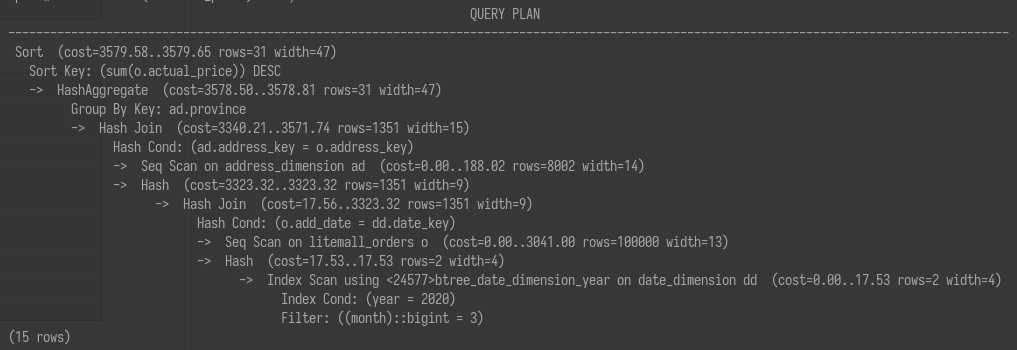 QUERY PLAN
-----------------------------------------------------------------------------------------------------------------------------------------------
Sort  (cost=3579.58..3579.65 rows=31 width=47)
Sort Key: (sum(o.actual_price)) DESC
->  HashAggregate  (cost=3578.50..3578.81 rows=31 width=47)
Group By Key: ad.province
->  Hash Join  (cost=3340.21..3571.74 rows=1351 width=15)
Hash Cond: (ad.address_key = o.address_key)
->  Seq Scan on address_dimension ad  (cost=0.00..188.02 rows=8002 width=14)
->  Hash  (cost=3323.32..3323.32 rows=1351 width=9)
->  Hash Join  (cost=17.56..3323.32 rows=1351 width=9)
Hash Cond: (o.add_date = dd.date_key)
->  Seq Scan on litemall_orders o  (cost=0.00..3041.00 rows=100000 width=13)
->  Hash  (cost=17.53..17.53 rows=2 width=4)
->  Index Scan using <24577>btree_date_dimension_year on date_dimension dd  (cost=0.00..17.53 rows=2 width=4)
Index Cond: (year = 2020)
Filter: ((month)::bigint = 3)
(15 rows)